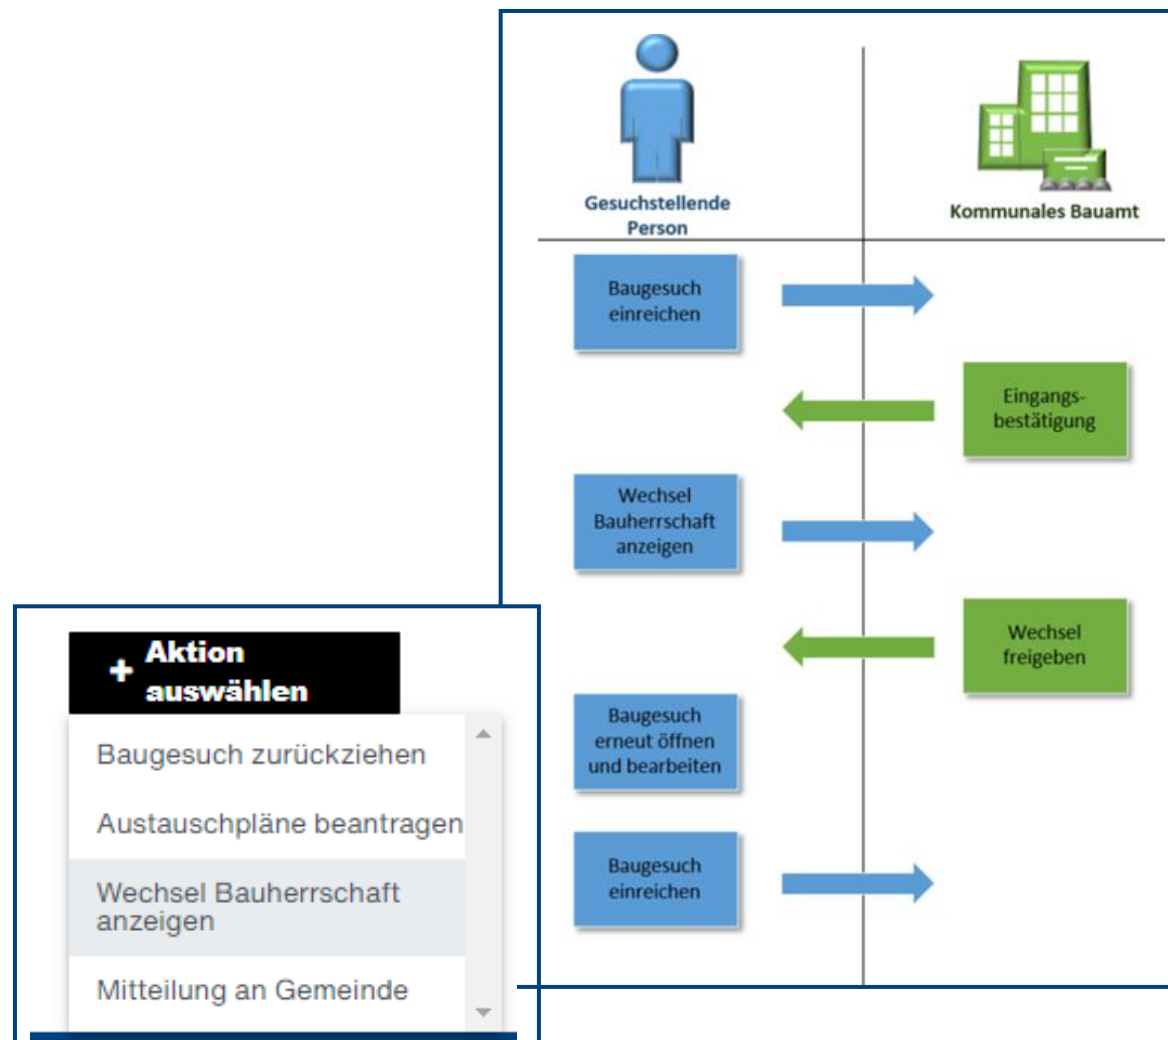 Gesuchstellende
Person
Kommunales Bauamt
Baugesuch
einreichen
Eingangs-
bestätigung
Wechsel
Bauherrschaft
anzeigen
Wechsel
freigeben
Baugesuch
erneut öffnen
und bearbeiten
Baugesuch
einreichen
+ Aktion
auswählen
Baugesuch zurückziehen
Austauschpläne beantragen
Wechsel Bauherrschaft
anzeigen
Mitteilung an Gemeinde